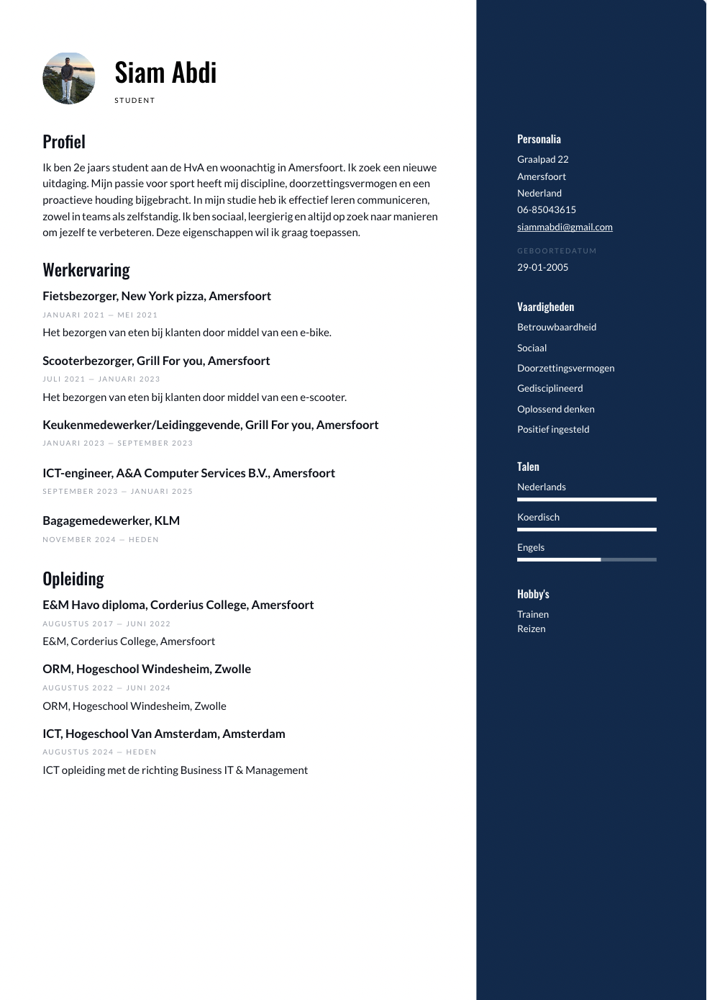 Siam Abdi
STUDENT
Profiel
Ik ben 2e jaars student aan de HvA en woonachtig in Amersfoort. Ik zoek een nieuwe
uitdaging. Mijn passie voor sport heeft mij discipline, doorzettingsvermogen en een
proactieve houding bijgebracht. In mijn studie heb ik effectief leren communiceren,
zowel in teams als zelfstandig. Ik ben sociaal, leergierig en altijd op zoek naar manieren
om jezelf te verbeteren. Deze eigenschappen wil ik graag toepassen.
Werkervaring
Fietsbezorger, New York pizza, Amersfoort
JANUARI 2021 — MEI 2021
Het bezorgen van eten bij klanten door middel van een e-bike.
Scooterbezorger, Grill For you, Amersfoort
JULI 2021 — JANUARI 2023
Het bezorgen van eten bij klanten door middel van een e-scooter.
Keukenmedewerker/Leidinggevende, Grill For you, Amersfoort
JANUARI 2023 — SEPTEMBER 2023
ICT-engineer, A&A Computer Services B.V., Amersfoort
SEPTEMBER 2023 — JANUARI 2025
Bagagemedewerker, KLM
NOVEMBER 2024 — HEDEN
Opleiding
E&M Havo diploma, Corderius College, Amersfoort
AUGUSTUS 2017 — JUNI 2022
E&M, Corderius College, Amersfoort
ORM, Hogeschool Windesheim, Zwolle
AUGUSTUS 2022 — JUNI 2024
ORM, Hogeschool Windesheim, Zwolle
ICT, Hogeschool Van Amsterdam, Amsterdam
AUGUSTUS 2024 — HEDEN
ICT opleiding met de richting Business IT & Management
Personalia
Graalpad 22
Amersfoort
Nederland
06-85043615
siammabdi@gmail.com
GEBOORTEDATUM
29-01-2005
Vaardigheden
Betrouwbaardheid
Sociaal
Doorzettingsvermogen
Gedisciplineerd
Oplossend denken
Positief ingesteld
Talen
Nederlands
Koerdisch
Engels
Hobby's
Trainen
Reizen